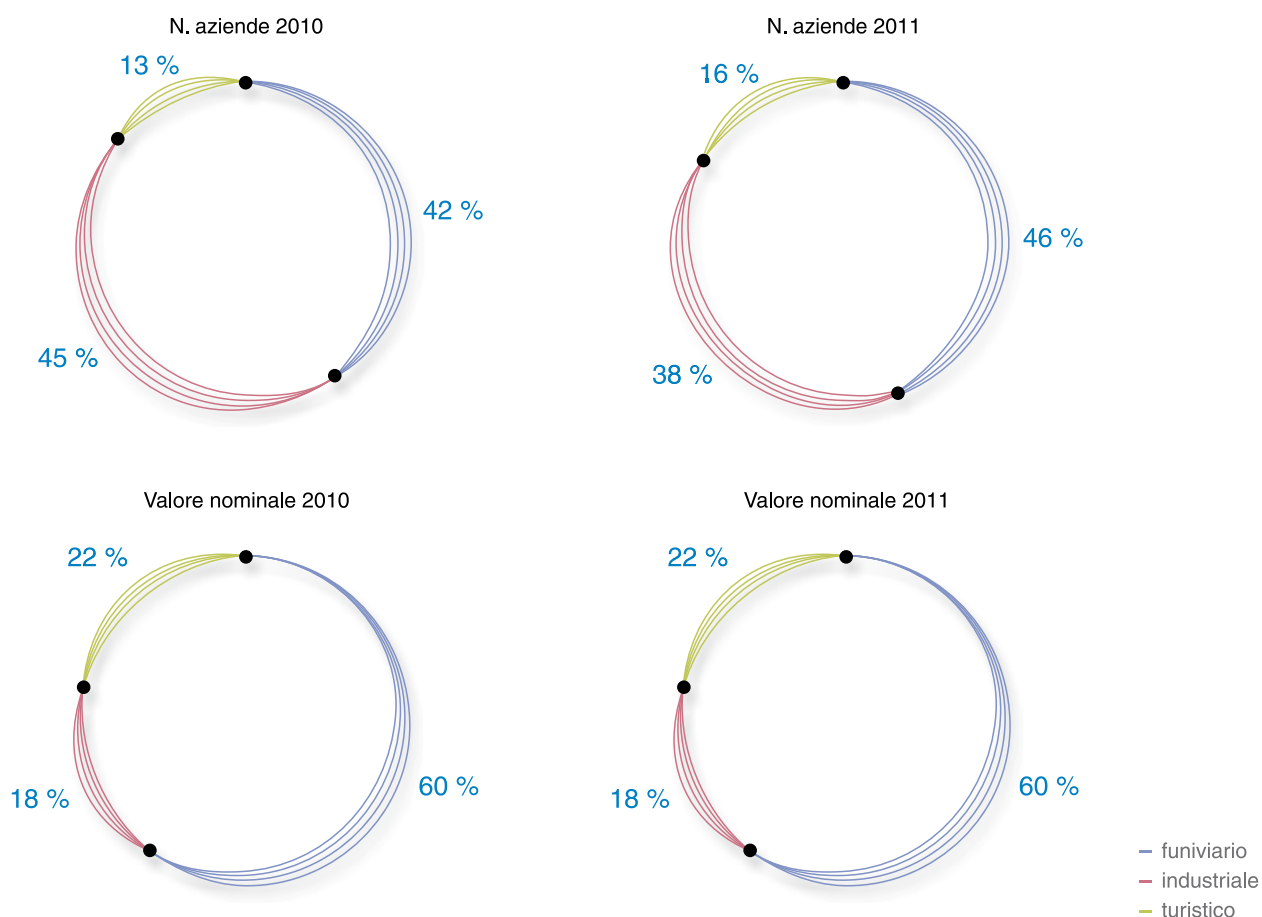 N. aziende 2010
13 %
42 %
45 %
N. aziende 2011
16 %
46 %
38 %
Valore nominale 2010
22 %
18 %
60 %
Valore nominale 2011
22 %
18 %
60 %
funiviario
industriale
turistico